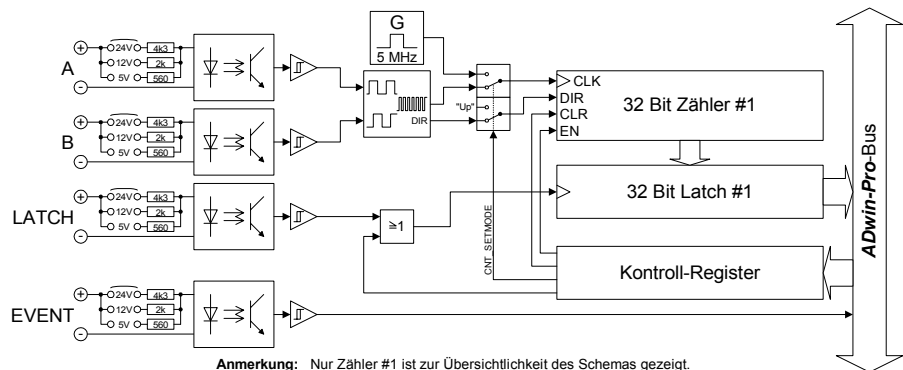 G
5 MHz
A
+
24V
4k3
12V
2k
5V
560
-
B
+
24V
4k3
12V
2k
5V
560
-
DIR
"Up"
CLK
DIR
CLR
EN
32 Bit Zähler #1
LATCH
+
24V
4k3
12V
2k
5V
560
-
≥1
CNT_SETMODE
32 Bit Latch #1
Kontroll-Register
ADwin-Pro-Bus
EVENT
+
24V
4k3
12V
2k
5V
560
-
Anmerkung: Nur Zähler #1 ist zur Übersichtlichkeit des Schemas gezeigt.